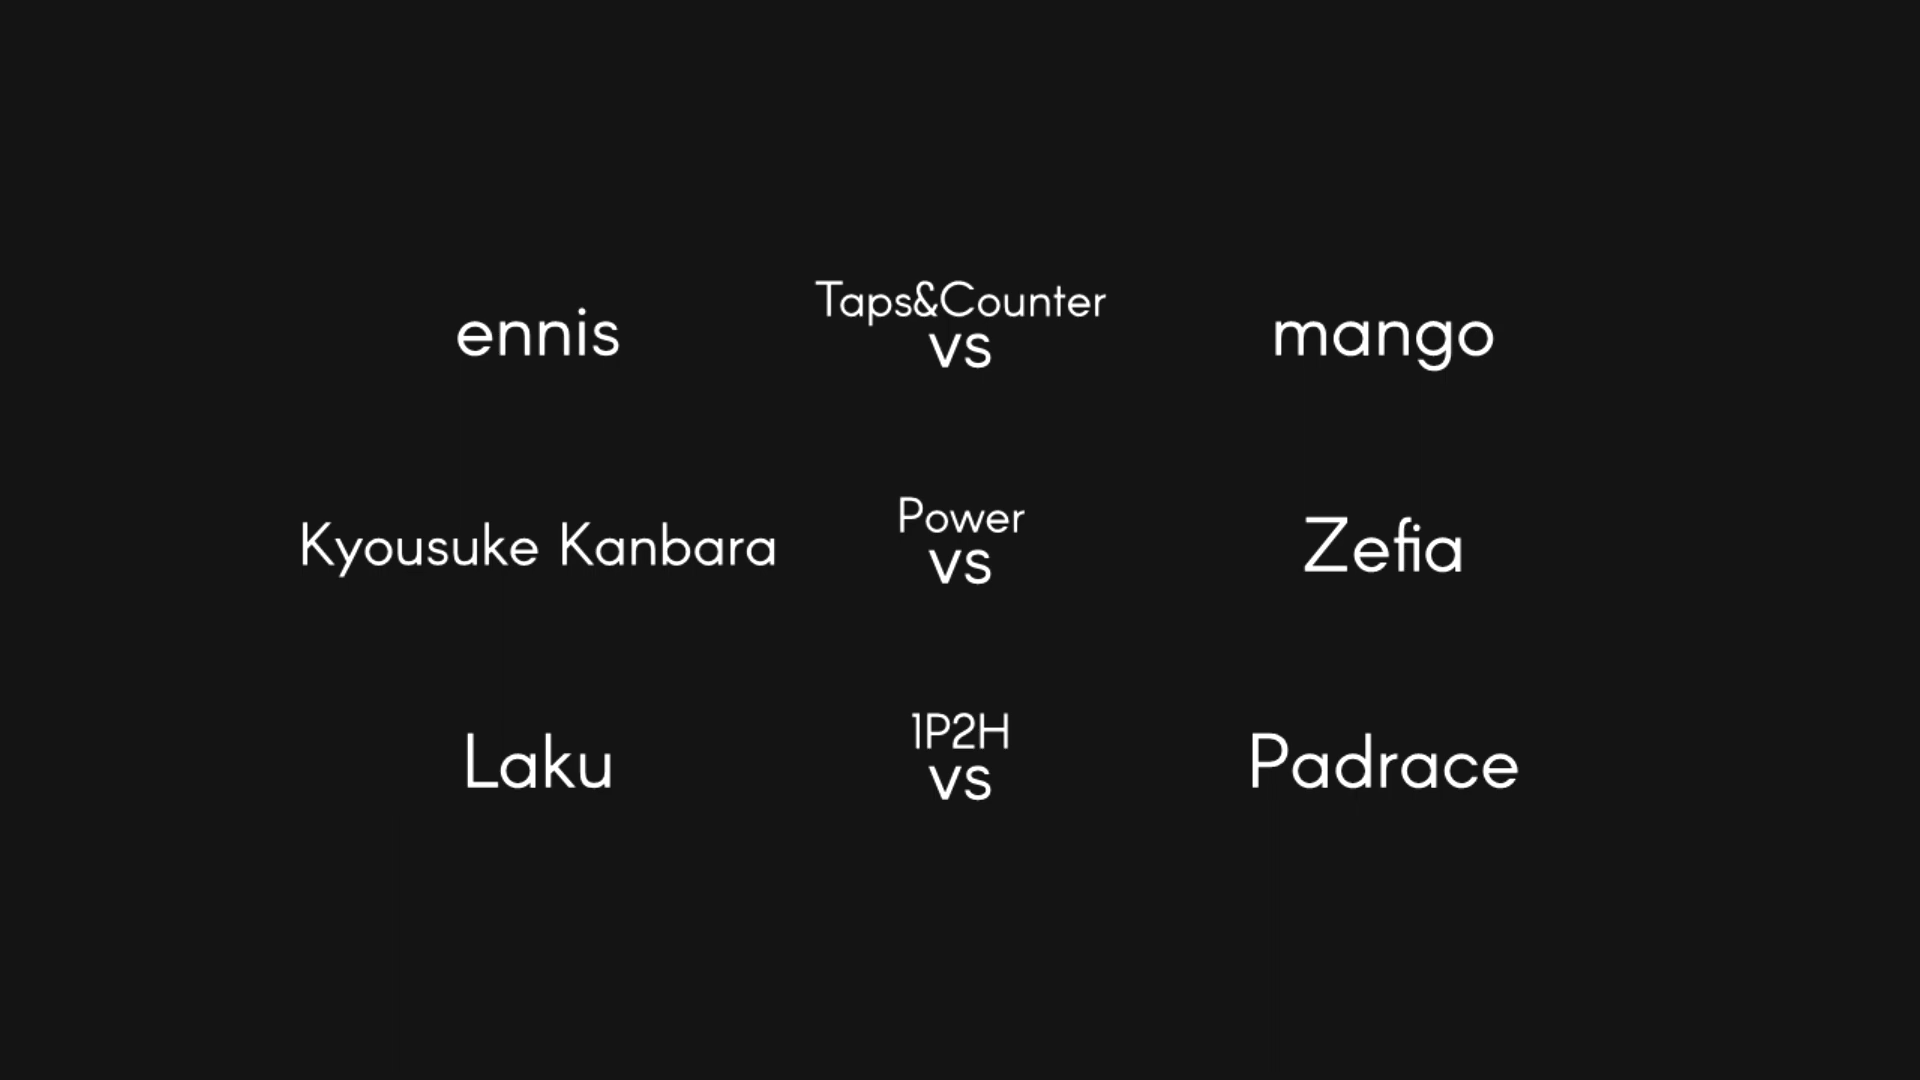 ennis Taps&Counter mango
vs
Kyousuke Kanbara Power Zefia
vs
Laku 1P2H Padrace
vs